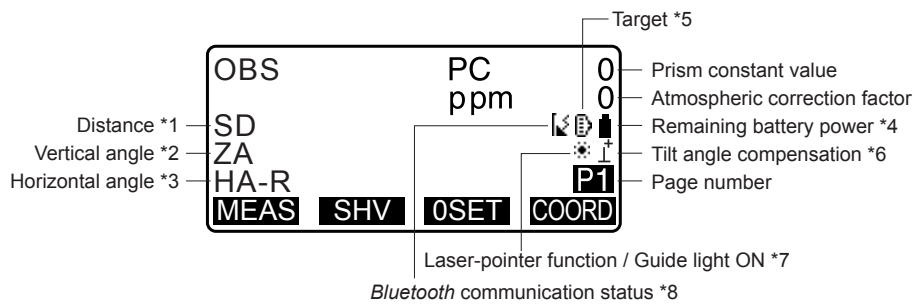 Target *5
OBS PC 0 Prism constant value
ppm 0 Atmospheric correction factor
Distance *1 SD Remaining battery power *4
Vertical angle *2 ZA Tilt angle compensation *6
Horizontal angle *3 HA-R P1 Page number
MEAS SHV 0SET COORD
Laser-pointer function / Guide light ON *7
Bluetooth communication status *8